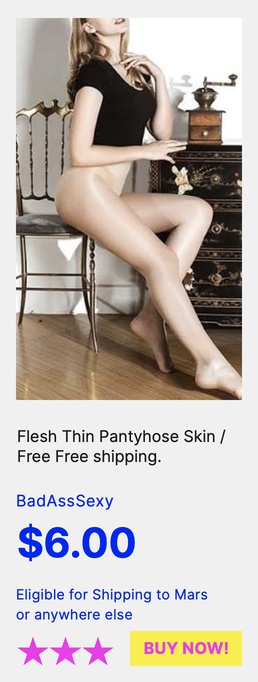 Flesh Thin Pantyhose Skin /
Free Free shipping.
BadAssSexy
$6.00
Eligible for Shipping to Mars
or anywhere else
BUY NOW!